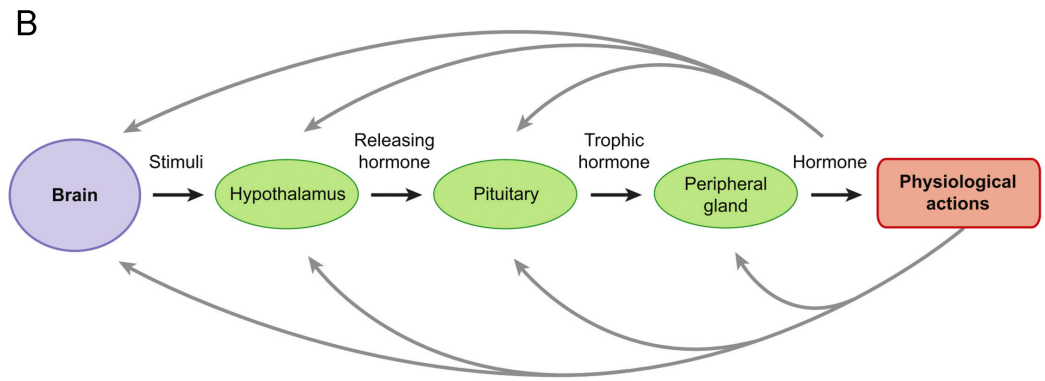 B
Brain
Stimuli
Hypothalamus
Releasing
hormone
Pituitary
Trophic
hormone
Peripheral
gland
Hormone
Physiological
actions